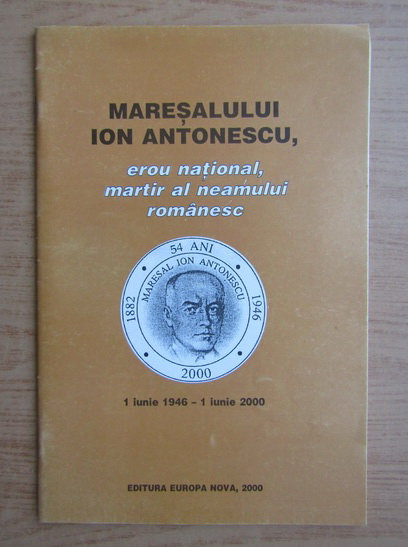 MAREȘALULUI
ION ANTONESCU,
erou național,
martir al neamului
românesc
54 ANI
MAREȘAL ION ANTONESCU
1882
1946
2000
1 iunie 1946 – 1 iunie 2000
EDITURA EUROPA NOVA, 2000